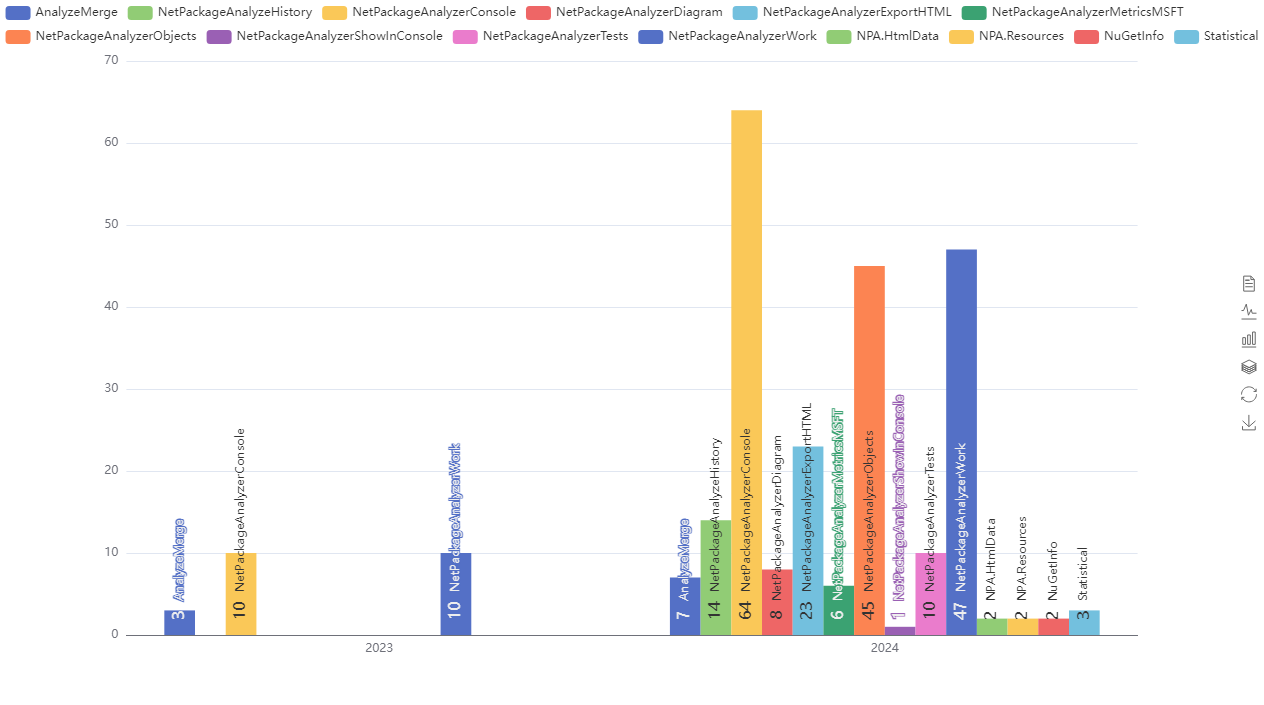 AnalyzeMerge NetPackageAnalyzeHistory NetPackageAnalyzerConsole NetPackageAnalyzerDiagram NetPackageAnalyzerExportHTML NetPackageAnalyzerMetricsMSFT
NetPackageAnalyzerObjects NetPackageAnalyzerShowInConsole NetPackageAnalyzerTests NetPackageAnalyzerWork NPA.HtmlData NPA.Resources NuGetInfo Statistical
70
60
50
40
30
20
10
0
3 AnalyzeMerge
10 NetPackageAnalyzerConsole
10 NetPackageAnalyzerWork
7 AnalyzeMerge
14 NetPackageAnalyzeHistory
64 NetPackageAnalyzerConsole
8 NetPackageAnalyzerDiagram
23 NetPackageAnalyzerExportHTML
6 NetPackageAnalyzerMetricsMSFT
45 NetPackageAnalyzerObjects
1 NetPackageAnalyzerShowInConsole
10 NetPackageAnalyzerTests
47 NetPackageAnalyzerWork
2 NPA.HtmlData
2 NPA.Resources
2 NuGetInfo
3 Statistical
2023
2024